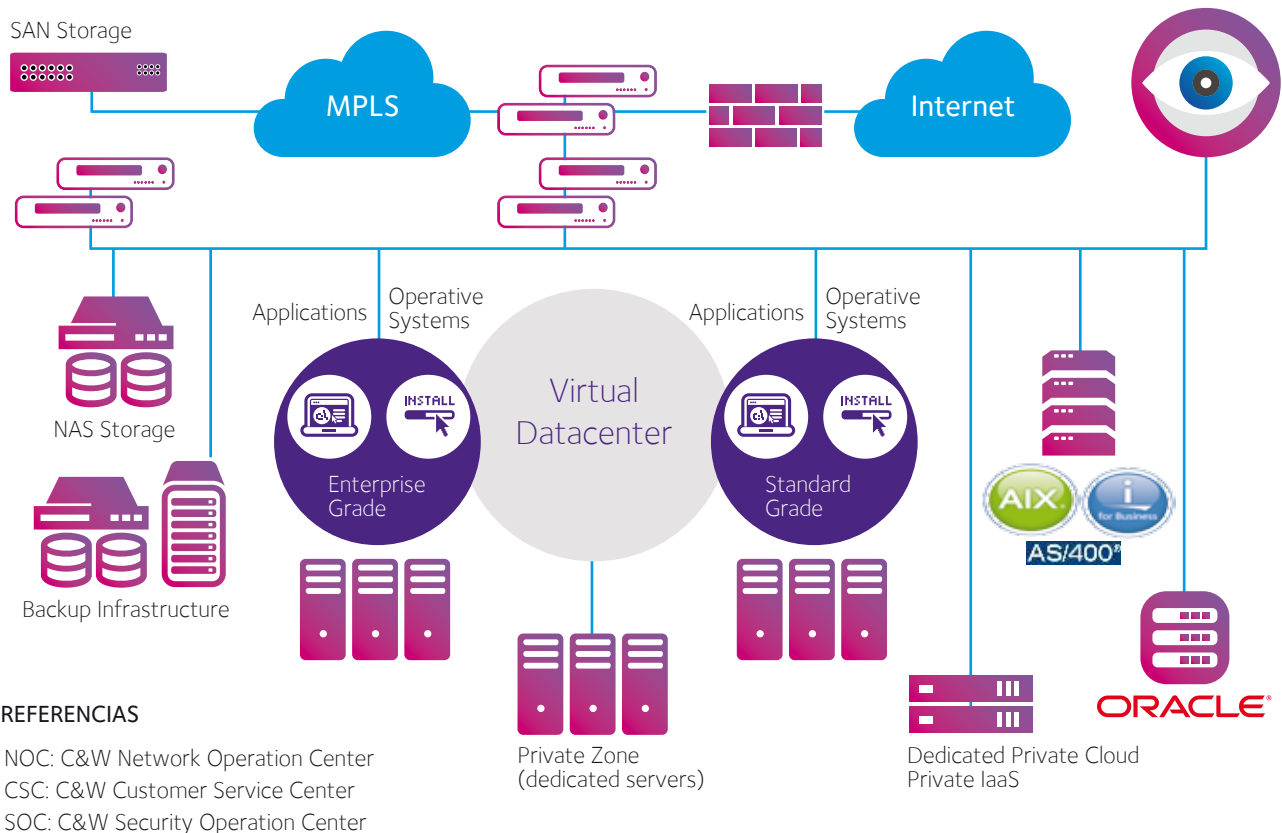 SAN Storage
MPLS
Internet
Applications
Operative
Systems
Applications
Operative
Systems
INSTALL
INSTALL
Virtual
Datacenter
NAS Storage
Enterprise
Grade
Standard
Grade
AIX
i
for Business
AS/400®
Backup Infrastructure
ORACLE®
REFERENCIAS
NOC: C&W Network Operation Center
CSC: C&W Customer Service Center
SOC: C&W Security Operation Center
Private Zone
(dedicated servers)
Dedicated Private Cloud
Private IaaS